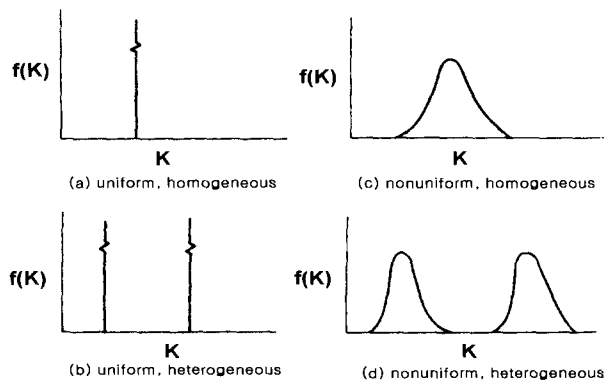 f(K)
K
(a) uniform, homogeneous
f(K)
K
(c) nonuniform, homogeneous
f(K)
K
(b) uniform, heterogeneous
f(K)
K
(d) nonuniform, heterogeneous